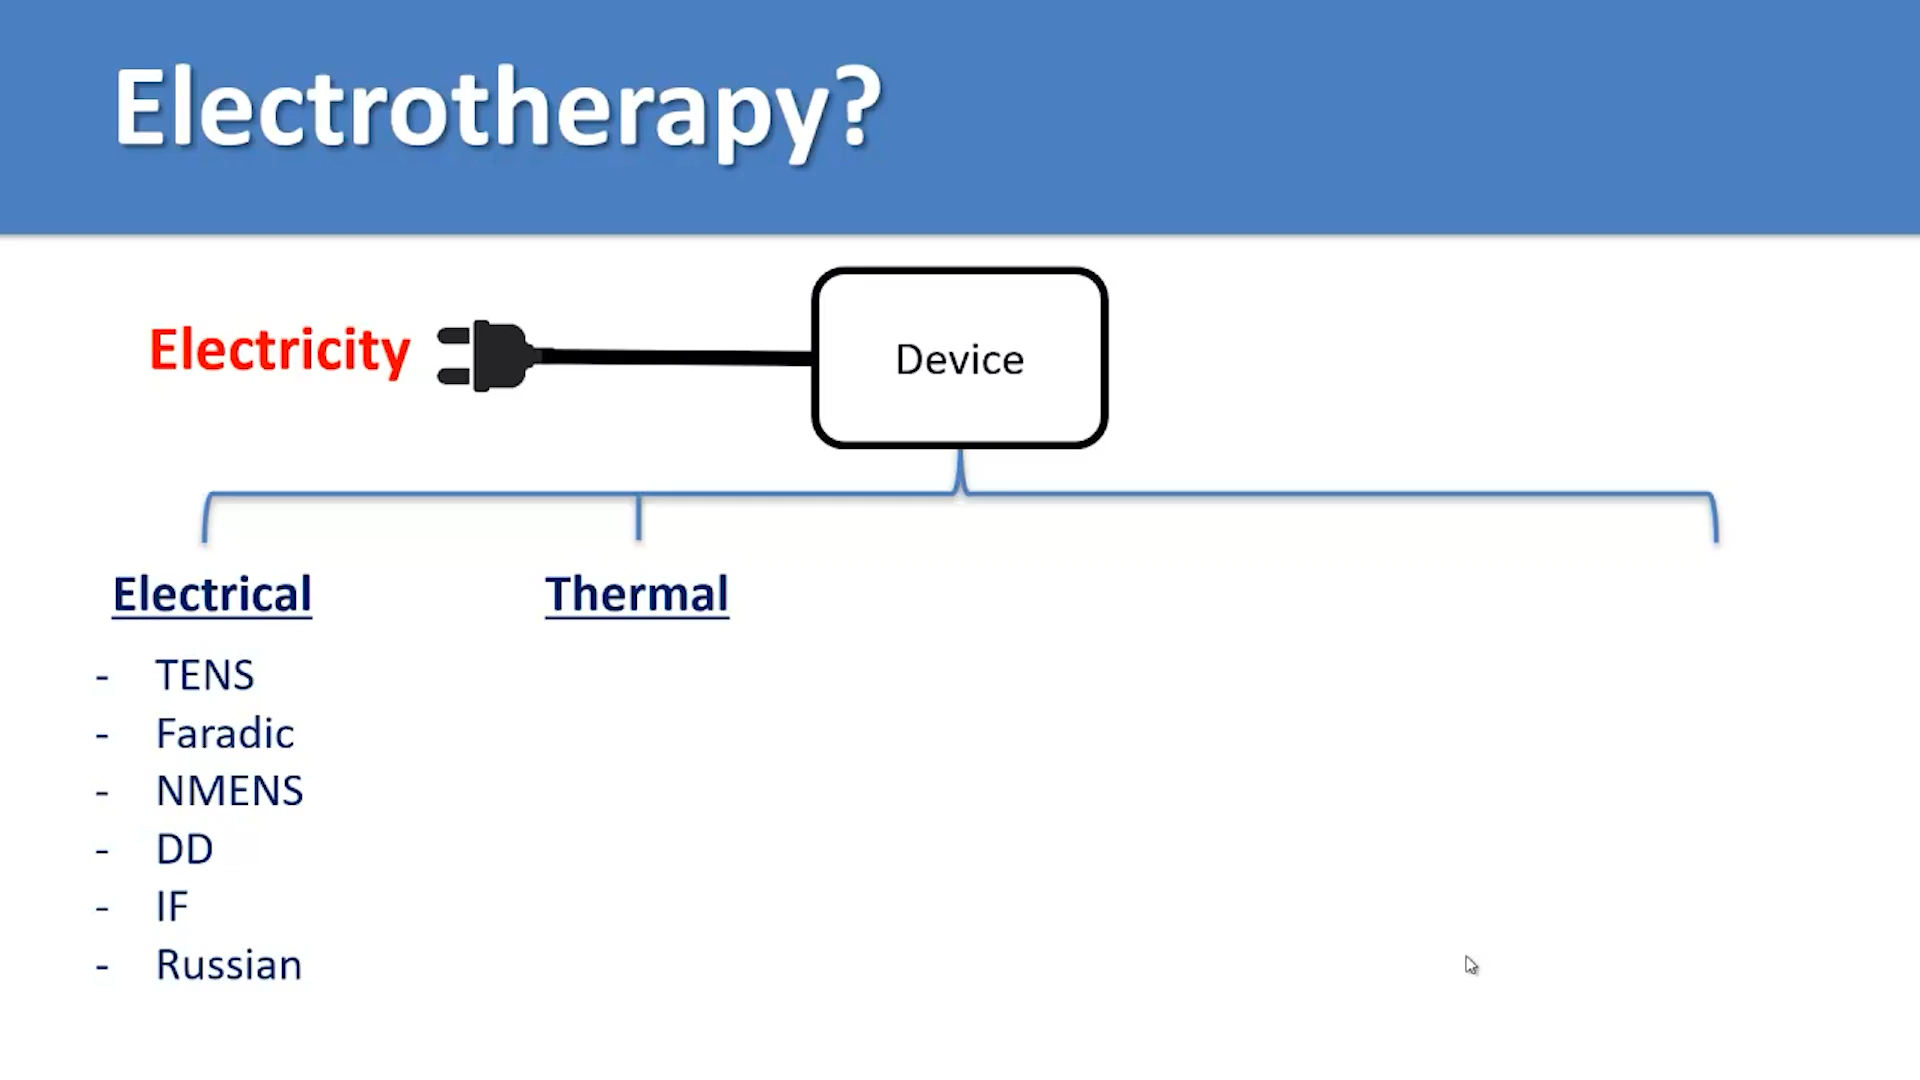 Electrotherapy?
Electricity
Device
Electrical
Thermal
- TENS
- Faradic
- NMENS
- DD
- IF
- Russian